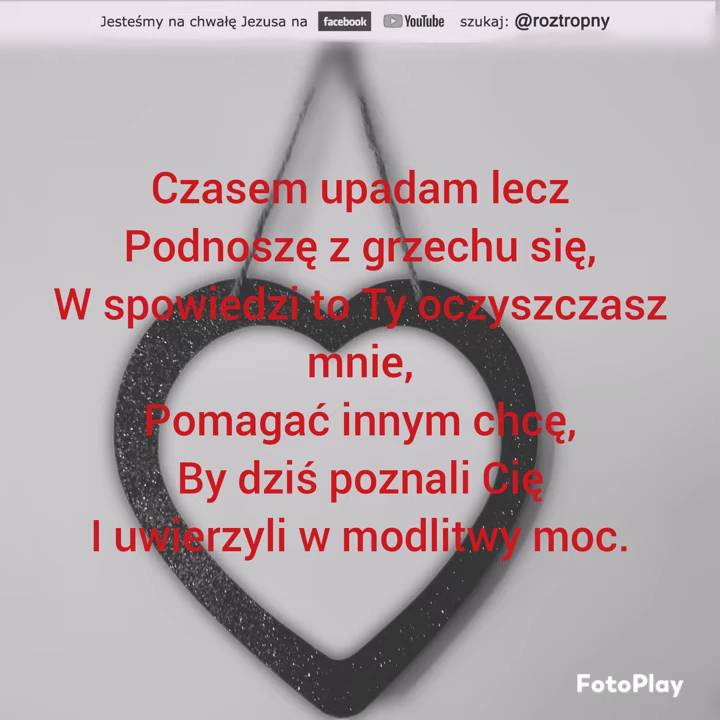 Jesteśmy na chwałę Jezusa na facebook YouTube szukaj: @roztropny
Czasem upadam lecz
Podnoszę z grzechu się,
W spowiedzi to Ty oczyszczasz
mnie,
Pomagać innym chcę,
By dziś poznali Cię
I uwierzyli w modlitwy moc.
FotoPlay